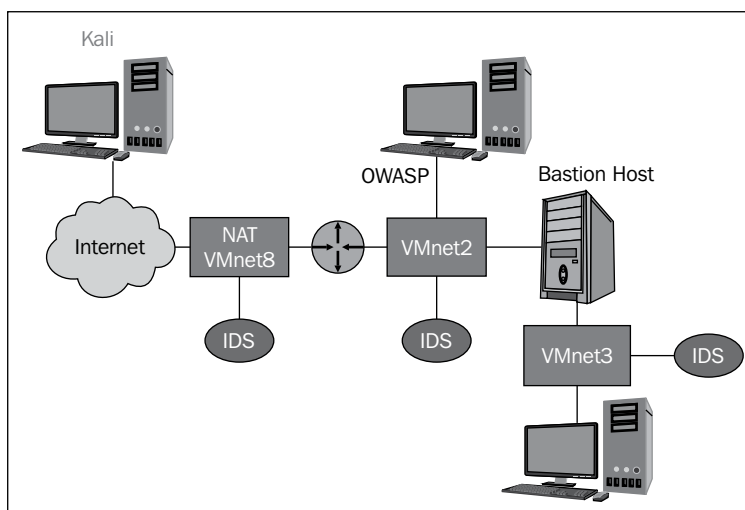 Kali
OWASP
Bastion Host
Internet
NAT
VMnet8
VMnet2
IDS
IDS
VMnet3
IDS